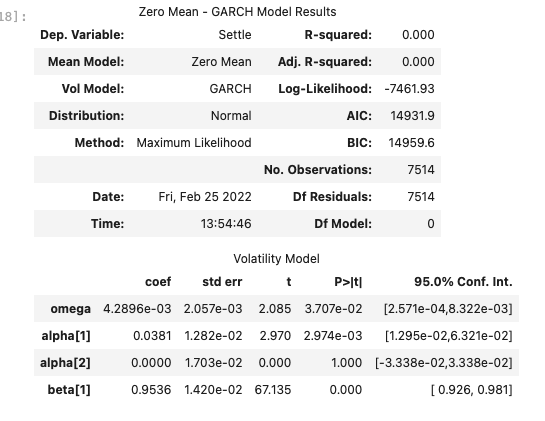 18]:
Zero Mean - GARCH Model Results
Dep. Variable: Settle R-squared: 0.000
Mean Model: Zero Mean Adj. R-squared: 0.000
Vol Model: GARCH Log-Likelihood: -7461.93
Distribution: Normal AIC: 14931.9
Method: Maximum Likelihood BIC: 14959.6
No. Observations: 7514
Date: Fri, Feb 25 2022 Df Residuals: 7514
Time: 13:54:46 Df Model: 0
Volatility Model
coef std err t P>|t| 95.0% Conf. Int.
omega 4.2896e-03 2.057e-03 2.085 3.707e-02 [2.571e-04,8.322e-03]
alpha[1] 0.0381 1.282e-02 2.970 2.974e-03 [1.295e-02,6.321e-02]
alpha[2] 0.0000 1.703e-02 0.000 1.000 [-3.338e-02,3.338e-02]
beta[1] 0.9536 1.420e-02 67.135 0.000 [ 0.926, 0.981]